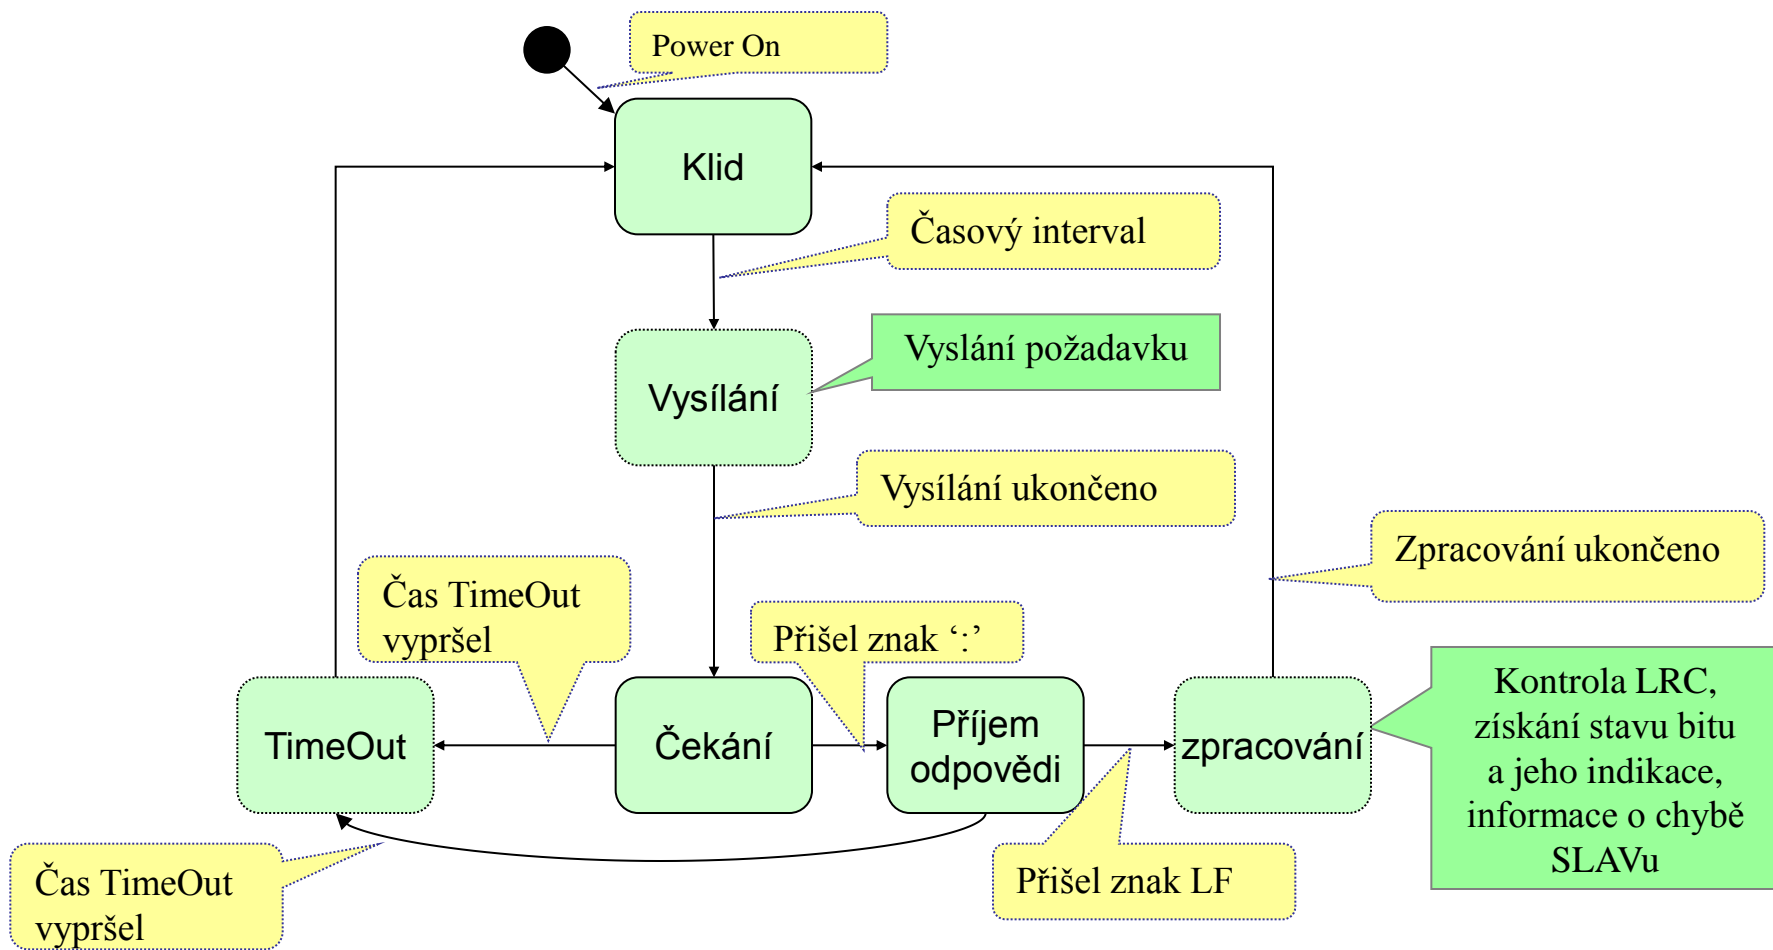 Power On
Klid
Časový interval
Vyslání požadavku
Vysílání
Vysílání ukončeno
Zpracování ukončeno
Čas TimeOut
vypršel
Přišel znak ‘:’
TimeOut
Čekání
Příjem
odpovědi
zpracování
Kontrola LRC,
získání stavu bitu
a jeho indikace,
informace o chybě
SLAVu
Čas TimeOut
vypršel
Přišel znak LF